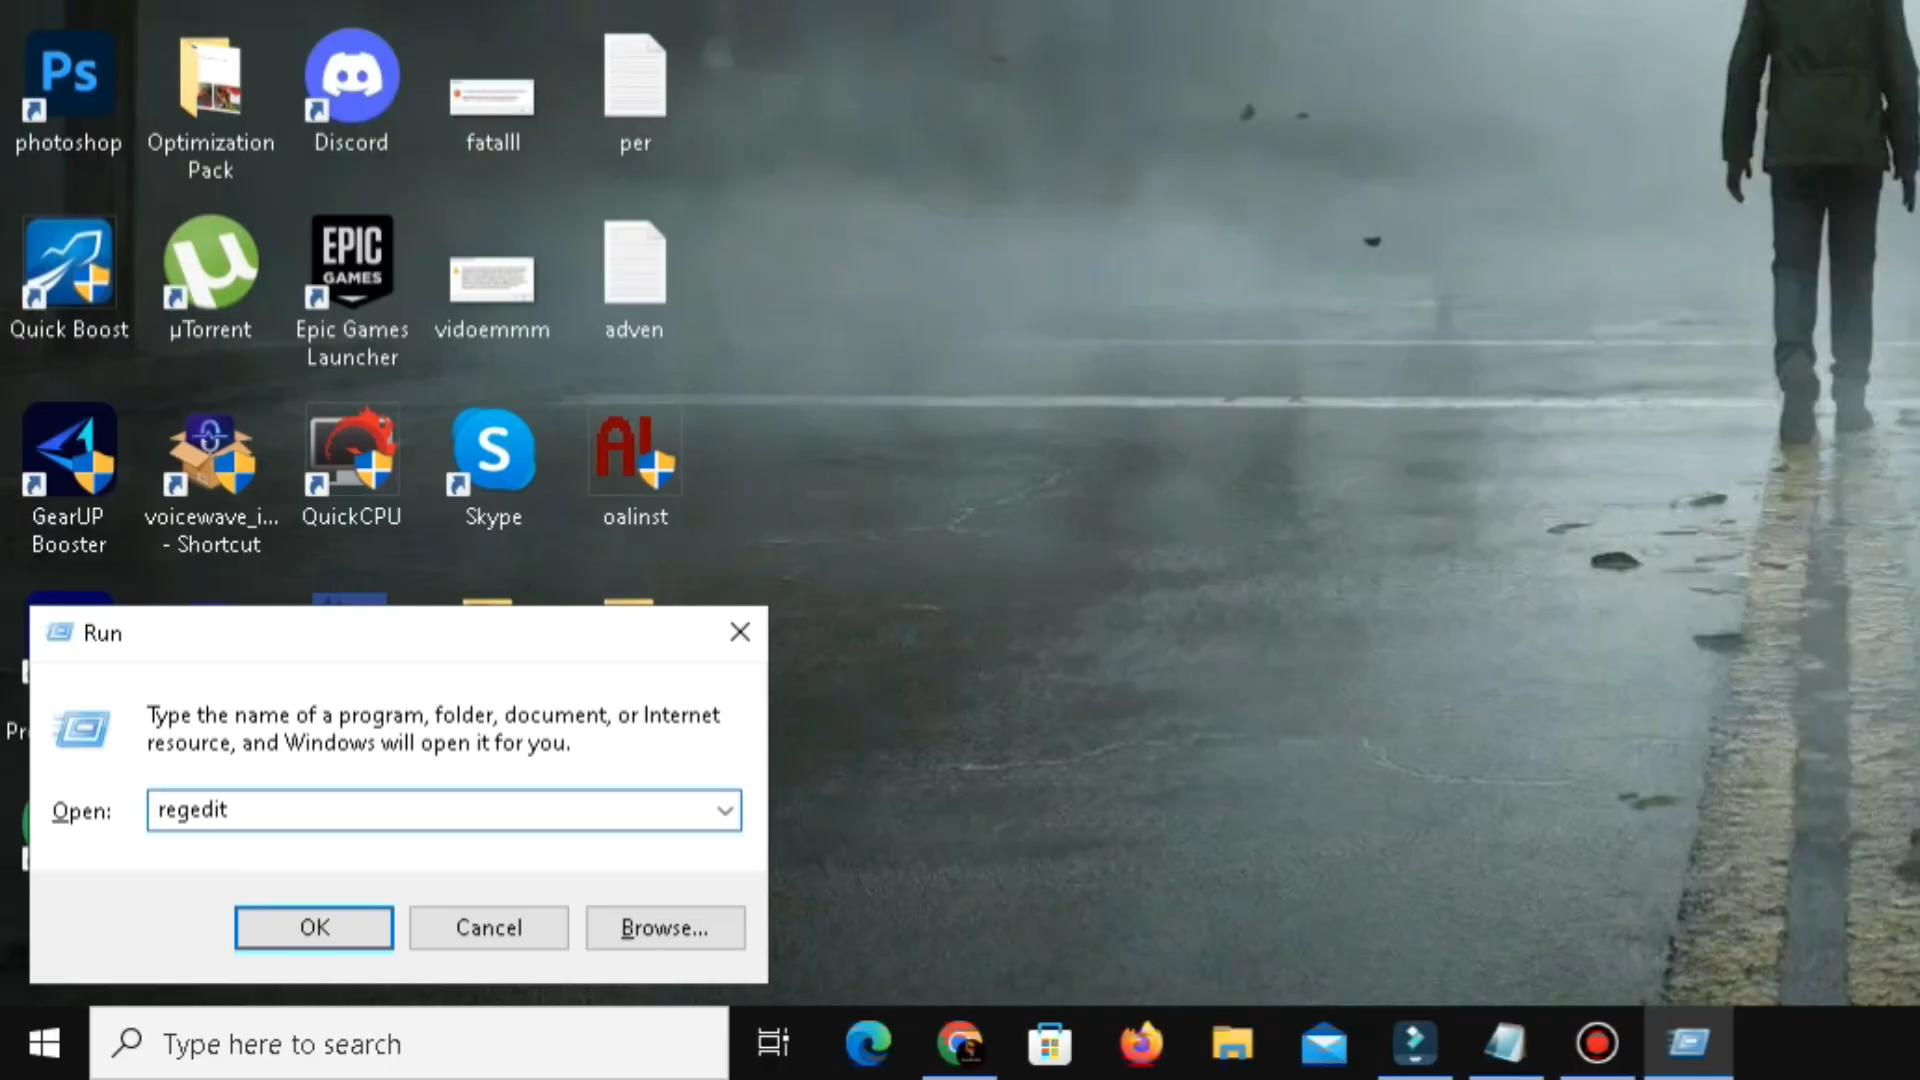 Ps
photoshop
Optimization
Pack
Discord
fatalll
per
Quick Boost
µ
µTorrent
EPIC
GAMES
Epic Games
Launcher
vidoemmm
adven
GearUP
Booster
voicewave_i...
- Shortcut
QuickCPU
S
Skype
AL
oalinst
Pr
Run
Type the name of a program, folder, document, or Internet
resource, and Windows will open it for you.
Open:
regedit
OK
Cancel
Browse...
Type here to search